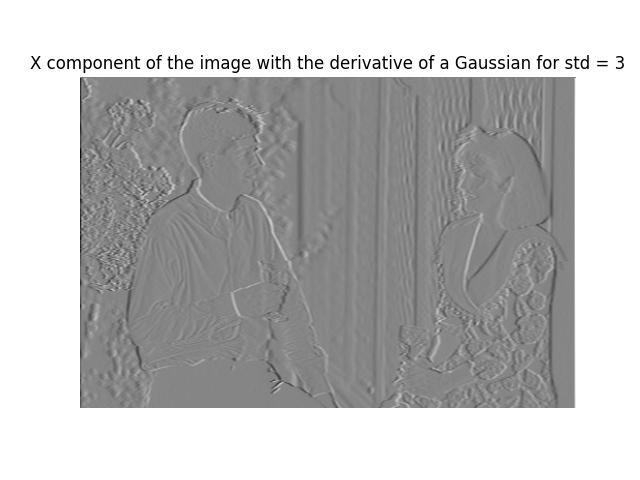 X component of the image with the derivative of a Gaussian for std = 3